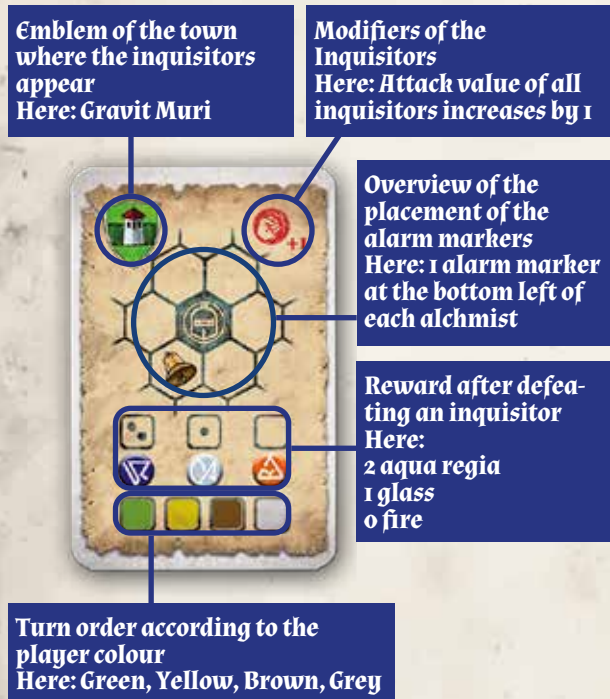 Emblem of the town
where the inquisitors
appear
Here: Gravit Muri
Modifiers of the
Inquisitors
Here: Attack value of all
inquisitors increases by 1
+1
Overview of the
placement of the
alarm markers
Here: 1 alarm marker
at the bottom left of
each alchmist
Reward after defea-
ting an inquisitor
Here:
2 aqua regia
1 glass
0 fire
Turn order according to the
player colour
Here: Green, Yellow, Brown, Grey